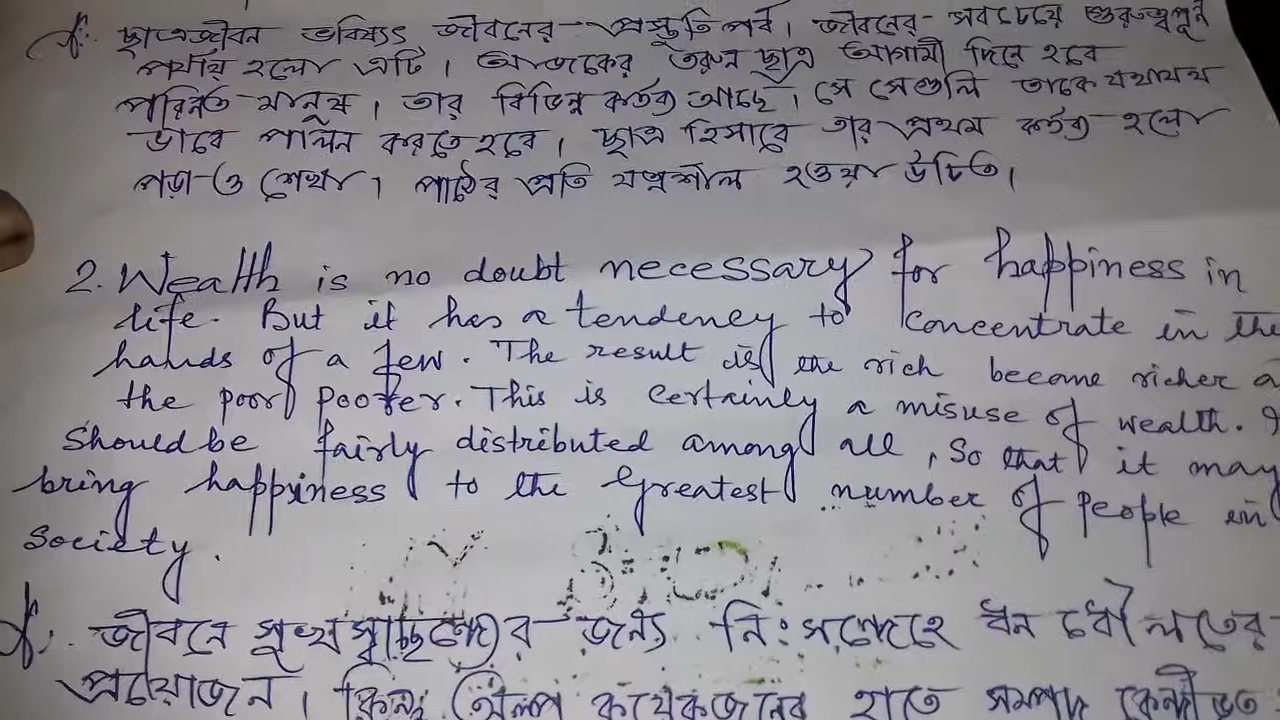 ছাত্রজীবন ভবিষ্যৎ জীবনের প্রস্তুতি পর্ব। জীবনের সবচেয়ে গুরুত্বপূর্ন
পর্যায় হলো এটি। আজকের তরুন ছাত্র আগামী দিনে হবে
পরিনত মানুষ। তার বিভিন্ন কর্তব্য আছে। সে সেগুলি তাকে যথাযথ
ভাবে পালন করতে হবে। ছাত্র হিসাবে তার প্রথম কর্তব্য হলো
পড়া ও শেখা। পাঠের প্রতি যত্নশীল হওয়া উচিত।
2. Wealth is no doubt necessary for happiness in
life. But it has a tendency to concentrate in the
hands of a few. The result is the rich become richer a
the poor poorer. This is certainly a misuse of wealth. I
should be fairly distributed among all, so that it may
bring happiness to the greatest number of people in
society.
জীবনে সুখস্বাচ্ছন্দ্যের জন্য নিঃসন্দেহে ধন দৌলতের
প্রয়োজন। কিন্তু অল্প কয়েকজনের হাতে সম্পদ